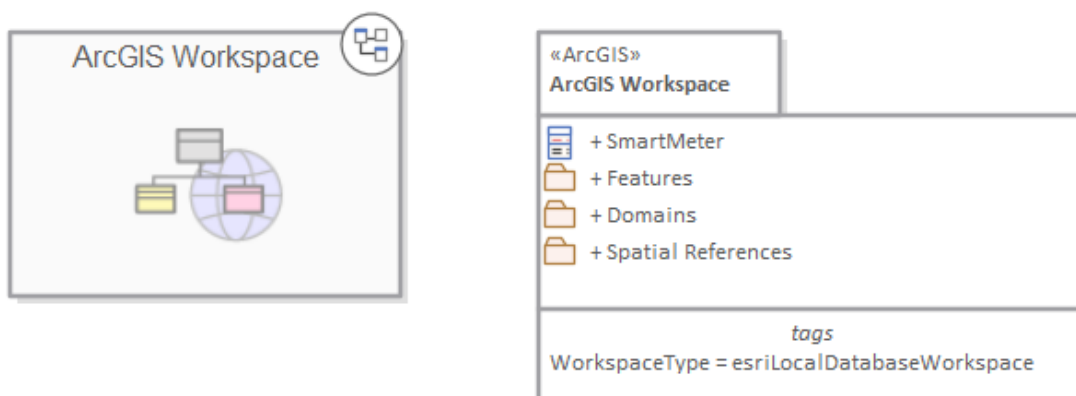 ArcGIS Workspace
«ArcGIS»
ArcGIS Workspace
+ SmartMeter
+ Features
+ Domains
+ Spatial References
tags
WorkspaceType = esriLocalDatabaseWorkspace